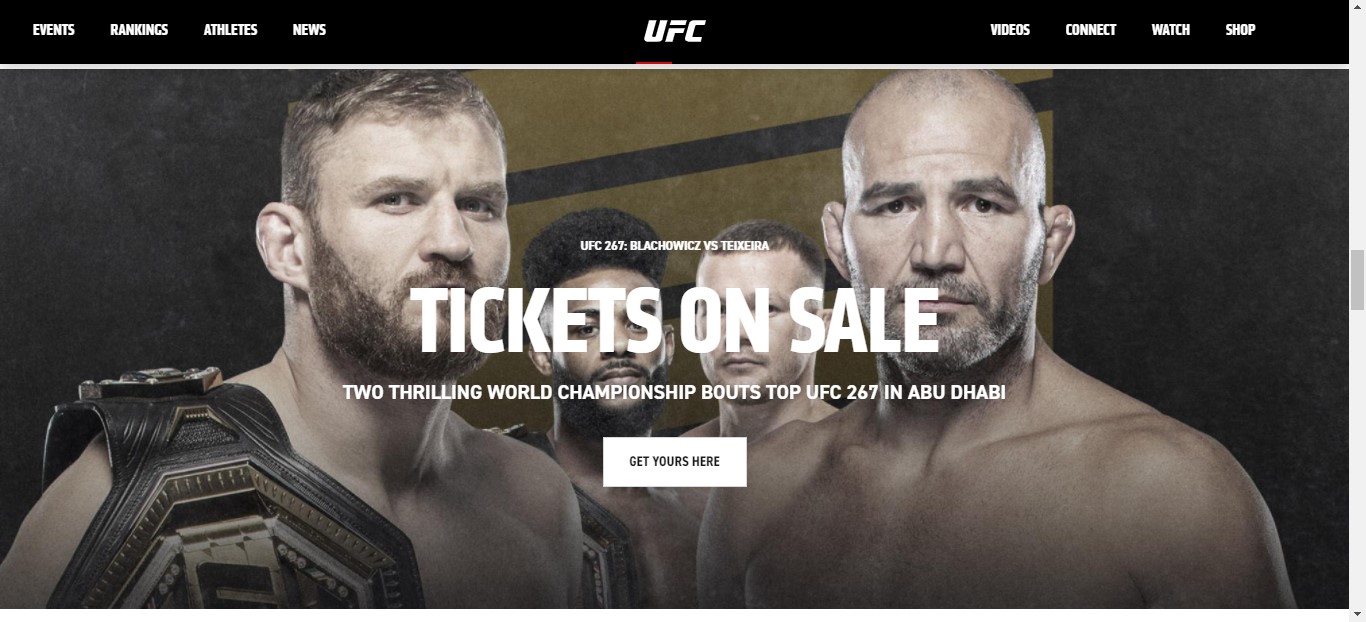 EVENTS RANKINGS ATHLETES NEWS UFC VIDEOS CONNECT WATCH SHOP
UFC 267: BLACHOWICZ VS TEIXEIRA
TICKETS ON SALE
TWO THRILLING WORLD CHAMPIONSHIP BOUTS TOP UFC 267 IN ABU DHABI
GET YOURS HERE